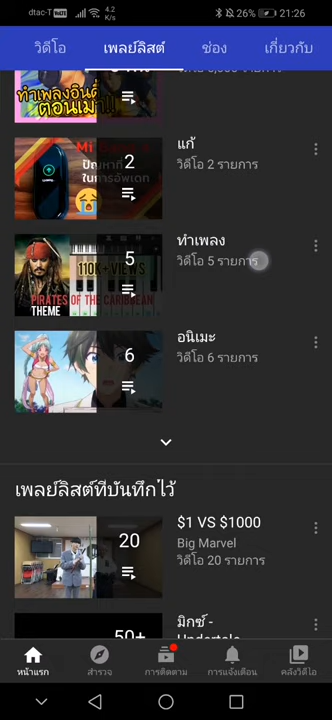 dtac-T
4.2
K/s
26%
21:26
วิดีโอ
เพลย์ลิสต์
ช่อง
เกี่ยวกับ
ทำเพลงอินดี้
ตอนเมา!!
แก้
วิดีโอ 2 รายการ
2
ปัญหาที่
ในการอัพเดท
ทำเพลง
วิดีโอ 5 รายการ
5
110K+ VIEWS
PIRATES OF THE CARIBBEAN
THEME
อนิเมะ
วิดีโอ 6 รายการ
6
เพลย์ลิสต์ที่บันทึกไว้
$1 VS $1000
Big Marvel
วิดีโอ 20 รายการ
20
มิกซ์ -
50+
หน้าแรก
สำรวจ
การติดตาม
การแจ้งเตือน
คลังวิดีโอ